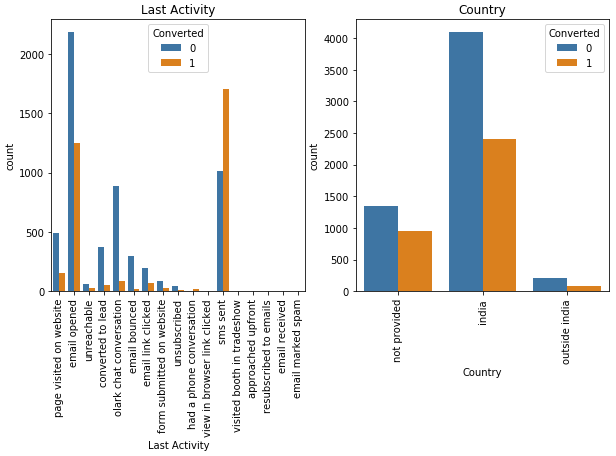 Last Activity
Converted
0
1
count
2000
1500
1000
500
0
page visited on website
email opened
unreachable
converted to lead
olark chat conversation
email bounced
email link clicked
form submitted on website
unsubscribed
had a phone conversation
view in browser link clicked
sms sent
visited booth in tradeshow
approached upfront
resubscribed to emails
email received
email marked spam
Last Activity
Country
Converted
0
1
count
4000
3500
3000
2500
2000
1500
1000
500
0
not provided
india
outside india
Country